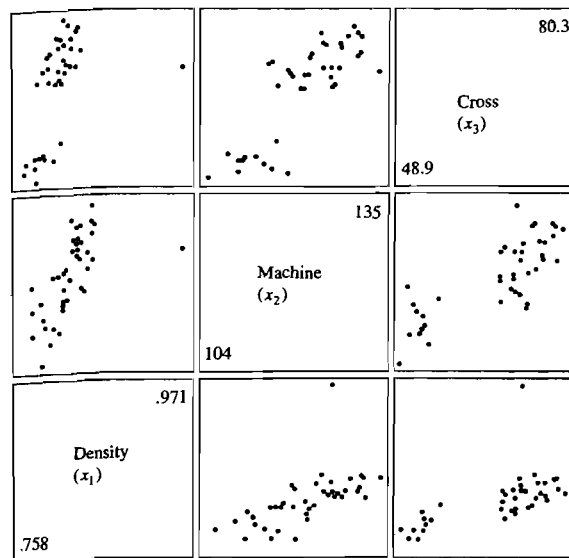 80.3
Cross
(x₃)
48.9
135
Machine
(x₂)
104
.971
Density
(x₁)
.758